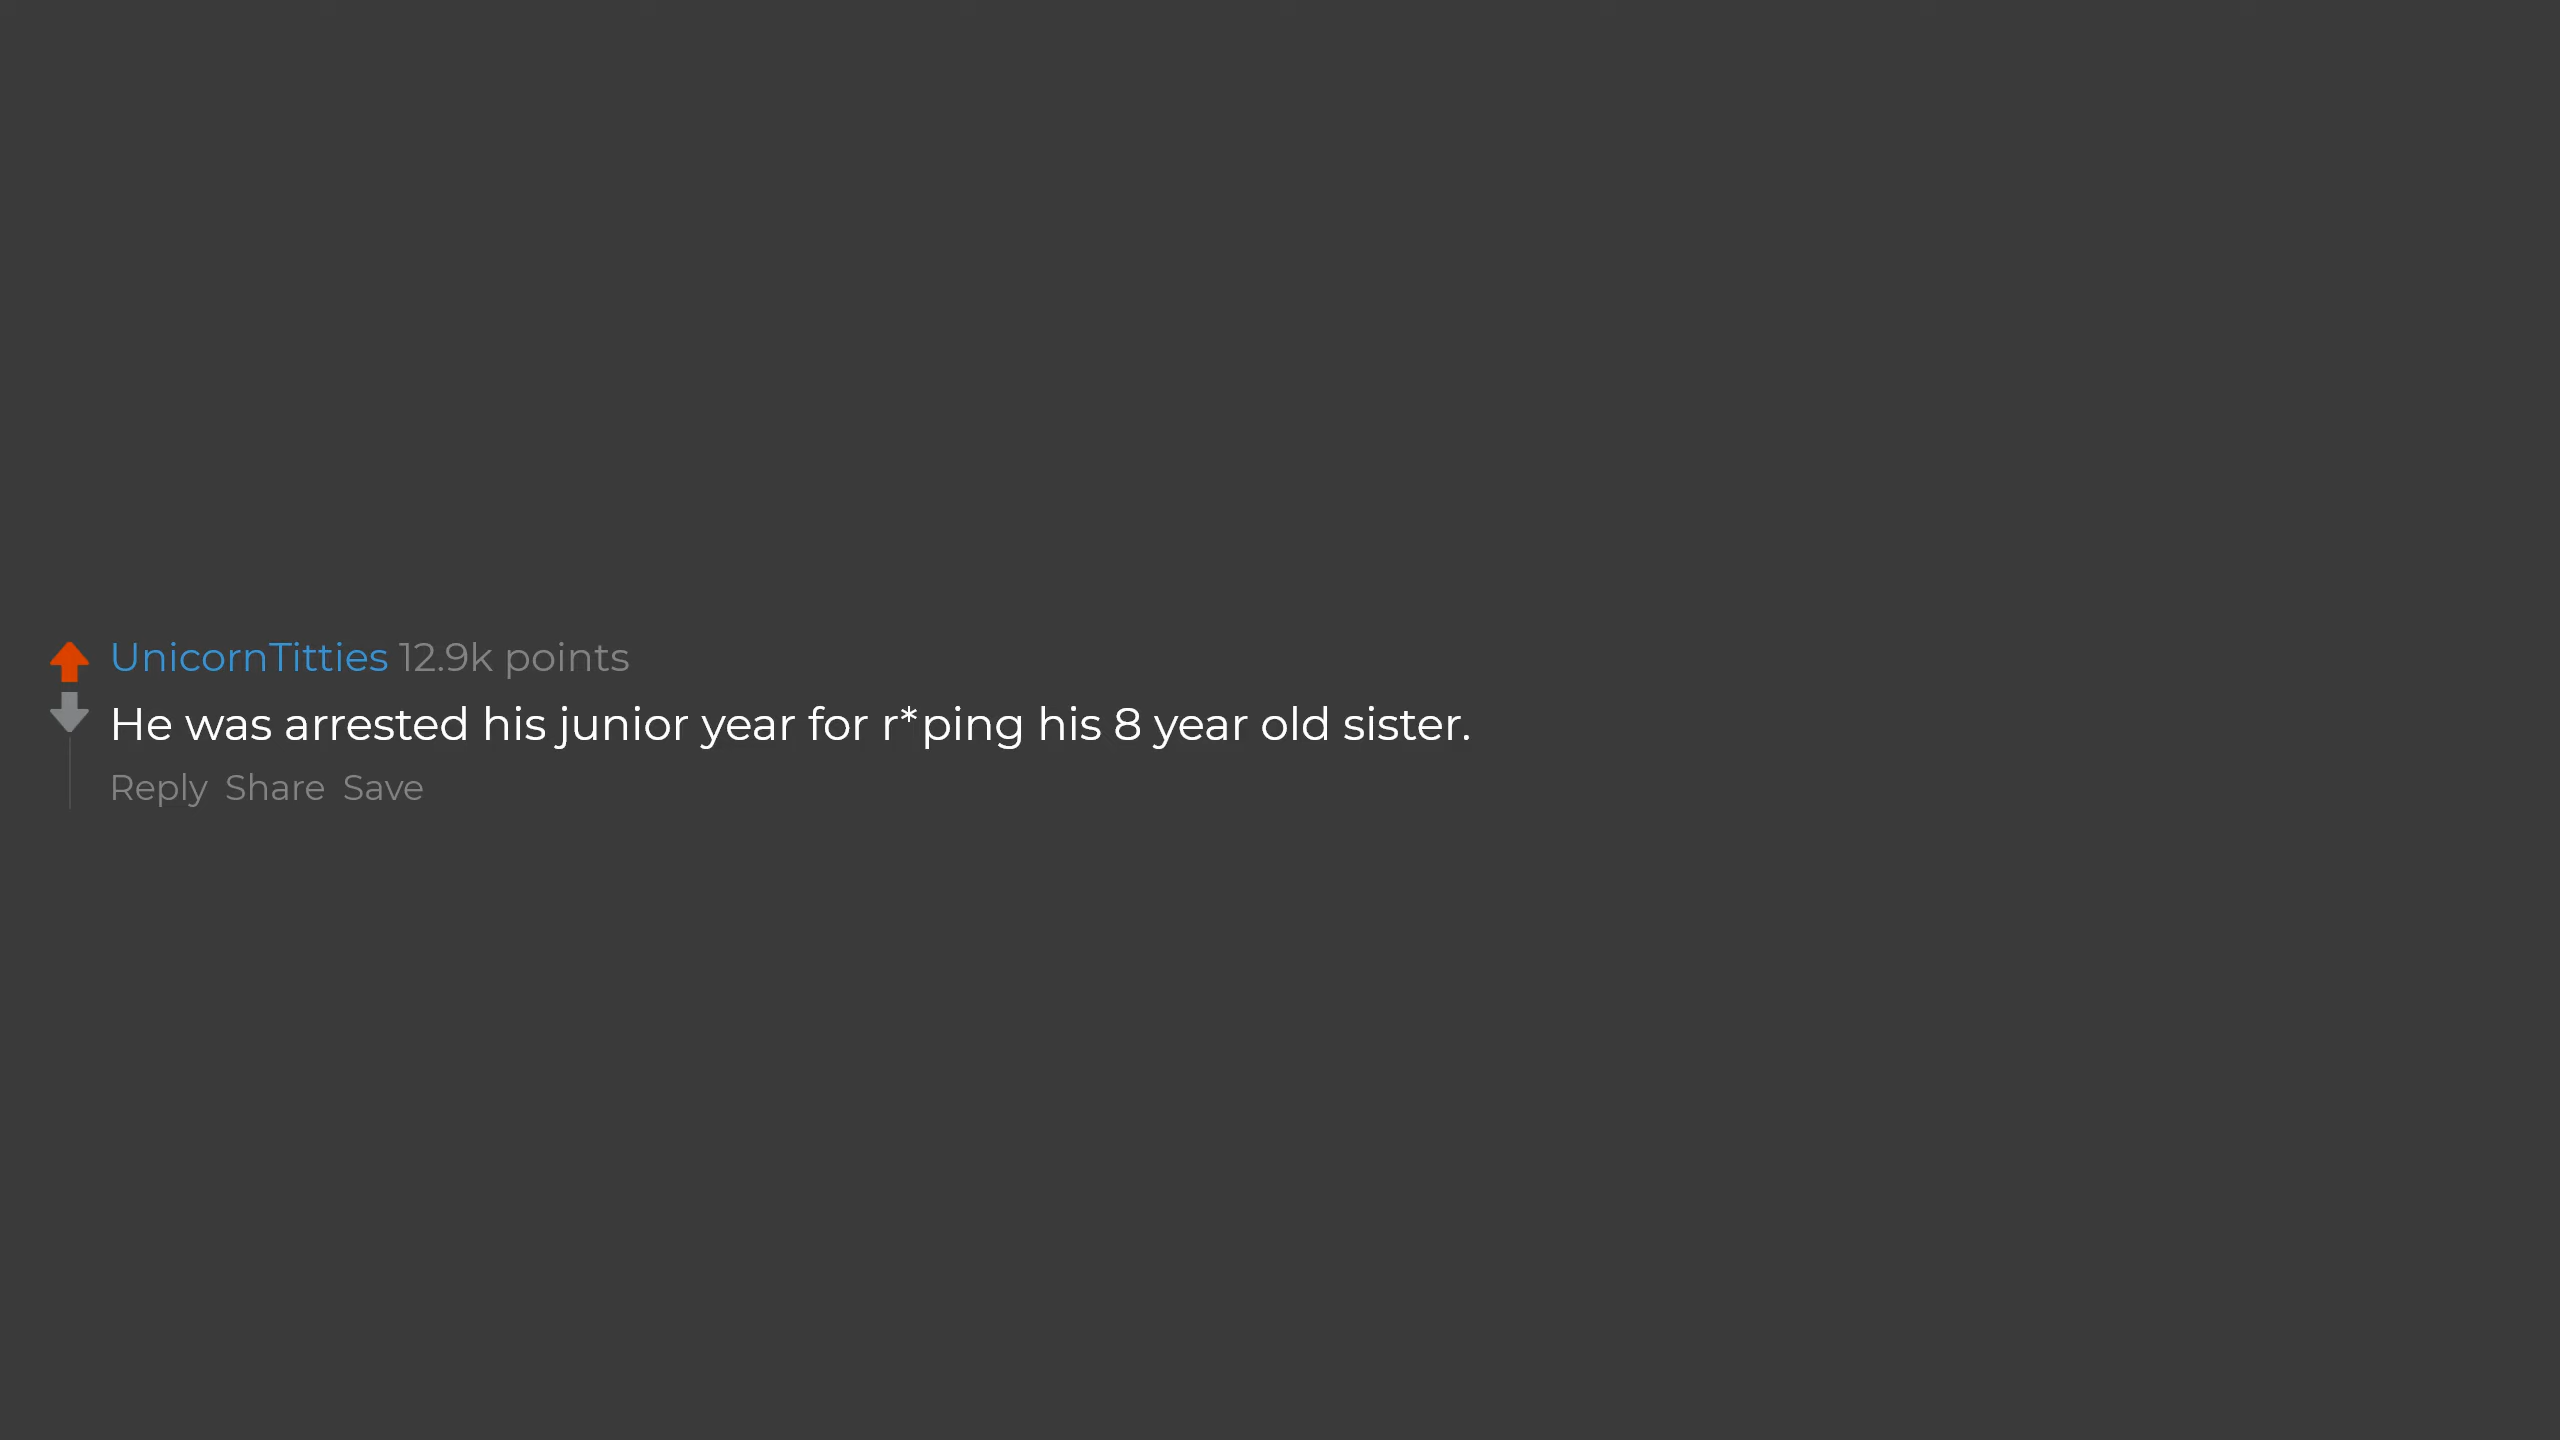 UnicornTitties 12.9k points
He was arrested his junior year for r*ping his 8 year old sister.
Reply Share Save